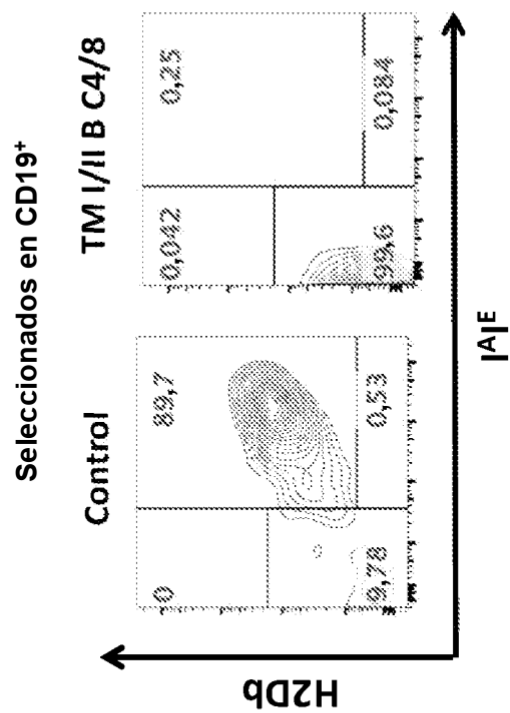 Seleccionados en CD19⁺
Control
TM I/II B C4/8
0
89,7
9,78
0,53
0,042
0,25
99,6
0,084
H2Db
IAIE